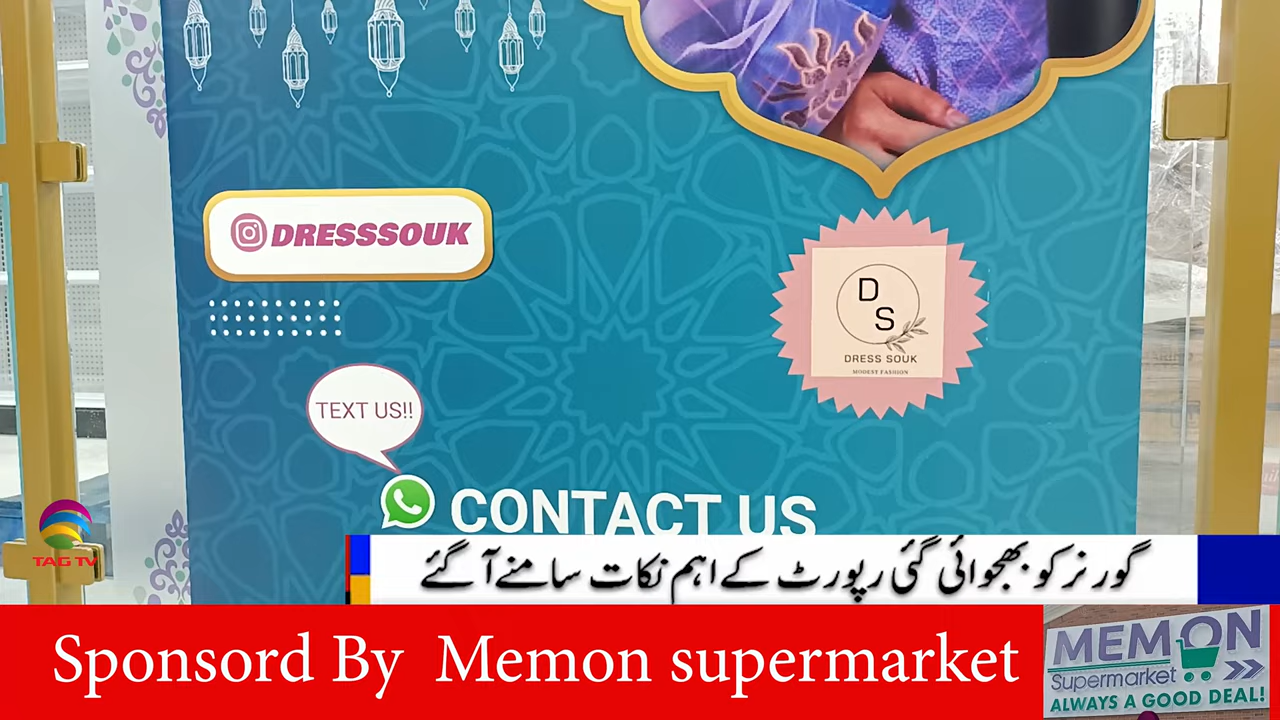 DRESSSOUK
D
S
DRESS SOUK
MODEST FASHION
TEXT US!!
CONTACT US
TAG TV
گورنر کو بھجوائی گئی رپورٹ کے اہم نکات سامنے آ گئے
Sponsord By Memon supermarket
MEMON
Supermarket
ALWAYS A GOOD DEAL!